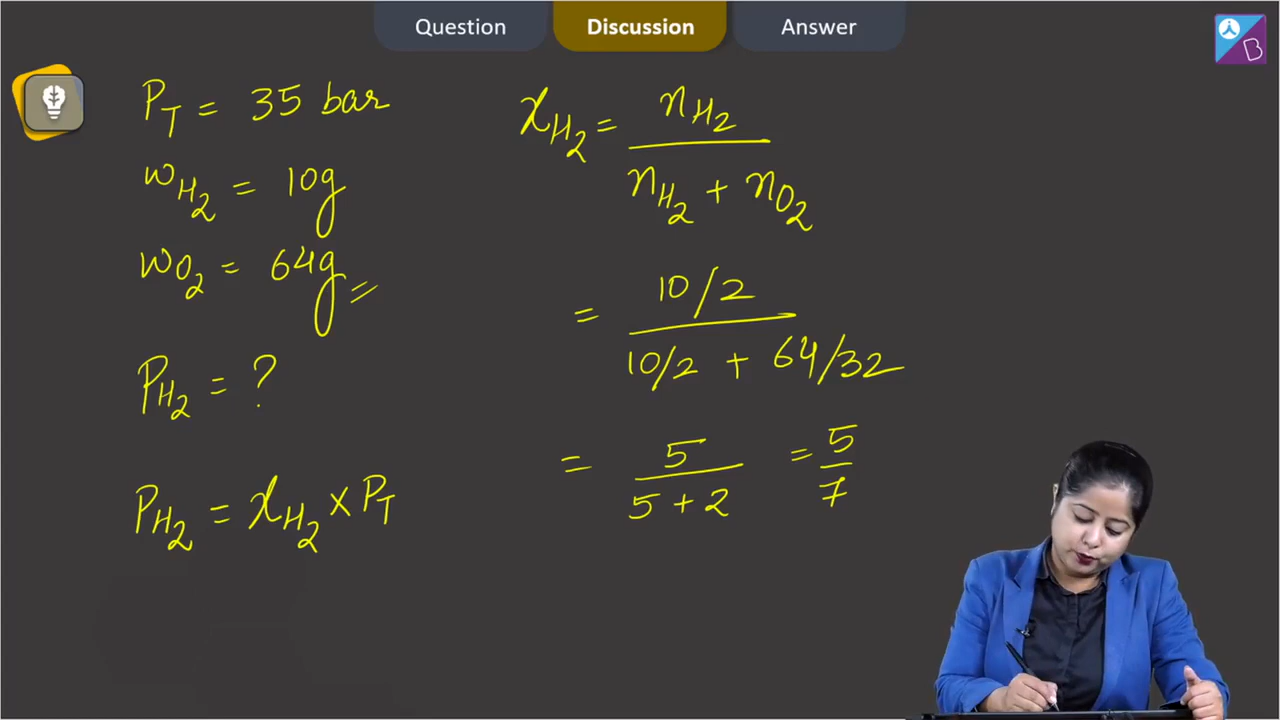 Question Discussion Answer
P_T = 35 bar
w_H₂ = 10g
w_O₂ = 64g
P_H₂ = ?
P_H₂ = x_H₂ × P_T
x_H₂ = n_H₂ / (n_H₂ + n_O₂)
= (10/2) / (10/2 + 64/32)
= 5 / (5 + 2) = 5/7
B